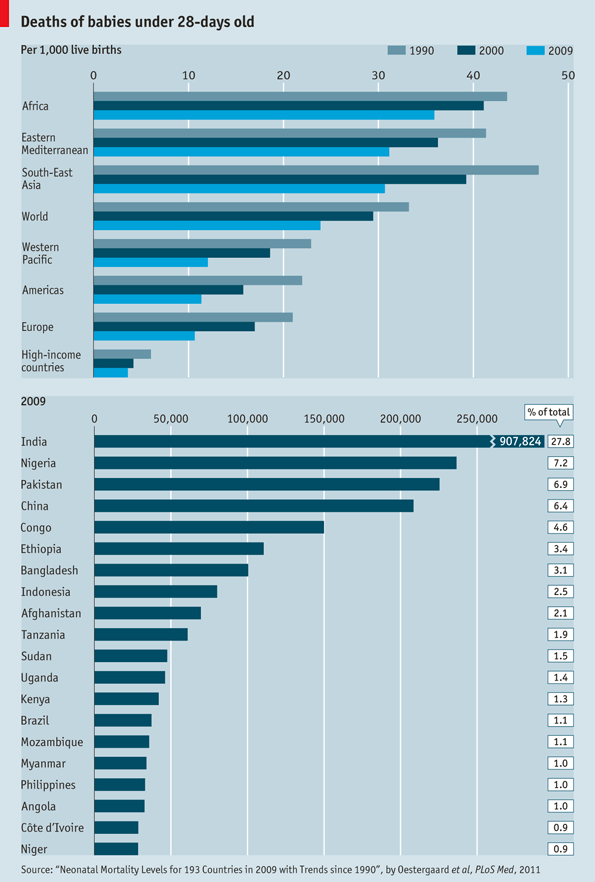 Deaths of babies under 28-days old
Per 1,000 live births
1990 2000 2009
0 10 20 30 40 50
Africa
Eastern
Mediterranean
South-East
Asia
World
Western
Pacific
Americas
Europe
High-income
countries
2009
% of total
0 50,000 100,000 150,000 200,000 250,000
India 907,824 27.8
Nigeria 7.2
Pakistan 6.9
China 6.4
Congo 4.6
Ethiopia 3.4
Bangladesh 3.1
Indonesia 2.5
Afghanistan 2.1
Tanzania 1.9
Sudan 1.5
Uganda 1.4
Kenya 1.3
Brazil 1.1
Mozambique 1.1
Myanmar 1.0
Philippines 1.0
Angola 1.0
Côte d’Ivoire 0.9
Niger 0.9
Source: “Neonatal Mortality Levels for 193 Countries in 2009 with Trends since 1990”, by Oestergaard et al, PLoS Med, 2011